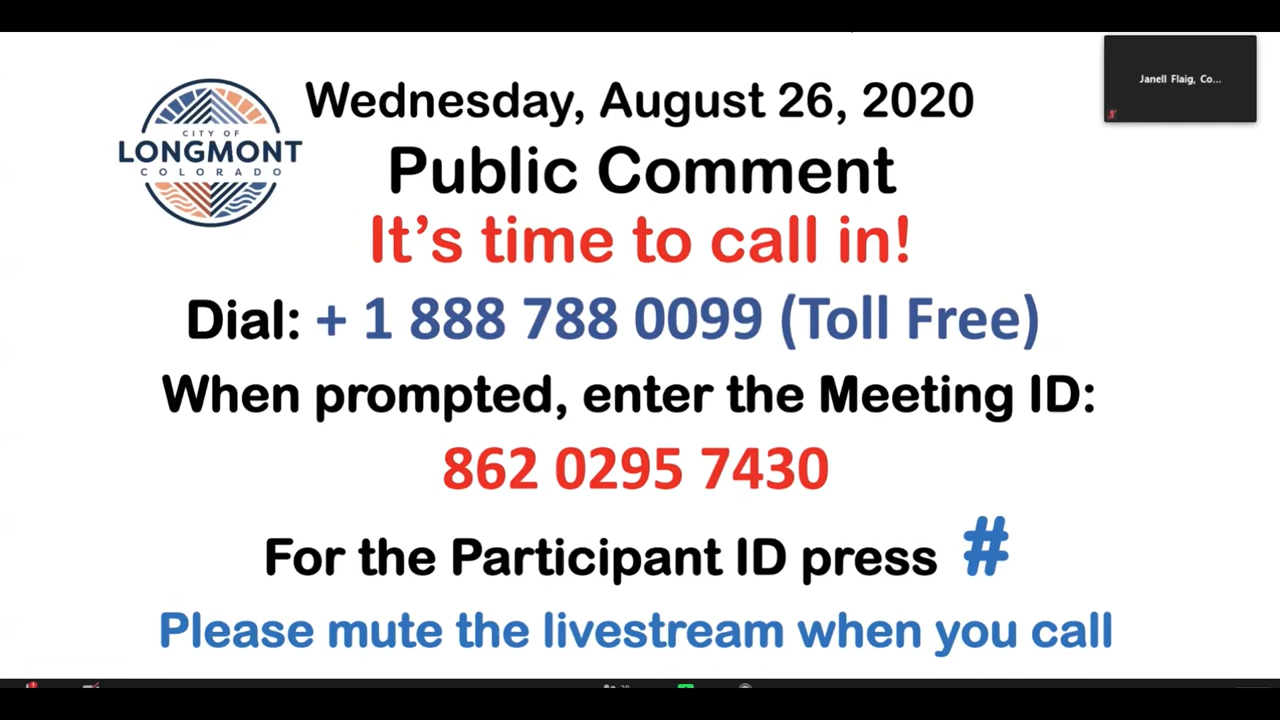 Wednesday, August 26, 2020
CITY OF
LONGMONT
COLORADO
Public Comment
It's time to call in!
Dial: + 1 888 788 0099 (Toll Free)
When prompted, enter the Meeting ID:
862 0295 7430
For the Participant ID press #
Please mute the livestream when you call
Janell Flaig, Co...